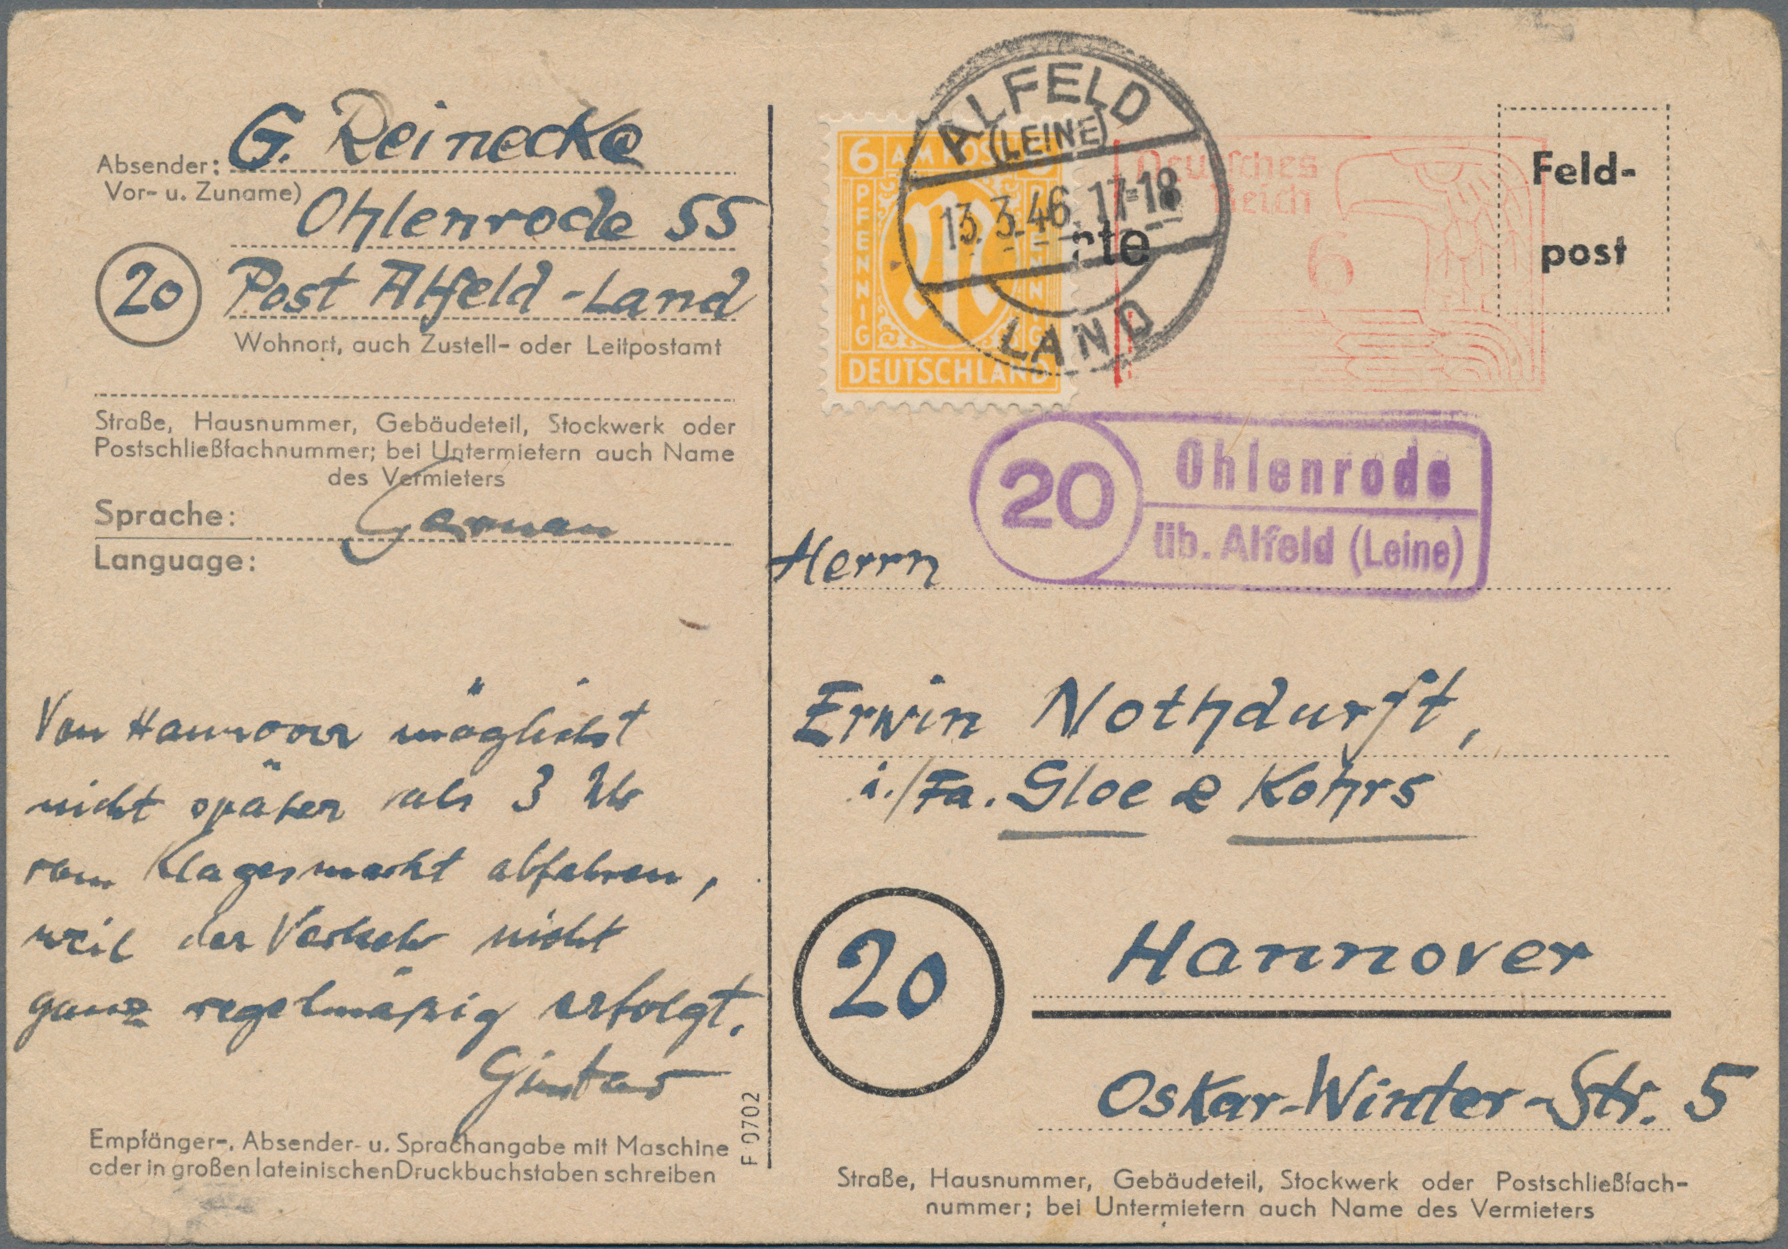 Absender: G. Reinecke
Vor- u. Zuname)
Ohlenrode 55
20 Post Alfeld-Land
Wohnort, auch Zustell- oder Leitpostamt
Straße, Hausnummer, Gebäudeteil, Stockwerk oder
Postschließfachnummer; bei Untermietern auch Name
des Vermieters
Sprache: German
Language:
Von Hannover möglichst
nicht später als 3 Uhr
vom Klagesmarkt abfahren,
weil der Verkehr nicht
ganz regelmäßig erfolgt.
Gustav
Empfänger-, Absender- u. Sprachangabe mit Maschine
oder in großen lateinischen Druckbuchstaben schreiben
F 0702
6 AM POST
PFENNIG
DEUTSCHLAND
ALFELD
(LEINE)
13.3.46. 17-18
LAND
rte
Deutsches
Reich
6
Feld-
post
20 Ohlenrode
üb. Alfeld (Leine)
Herrn
Erwin Nothdurft,
i./Fa. Gloe & Kohrs
20 Hannover
Oskar-Winter-Str. 5
Straße, Hausnummer, Gebäudeteil, Stockwerk oder Postschließfach-
nummer; bei Untermietern auch Name des Vermieters